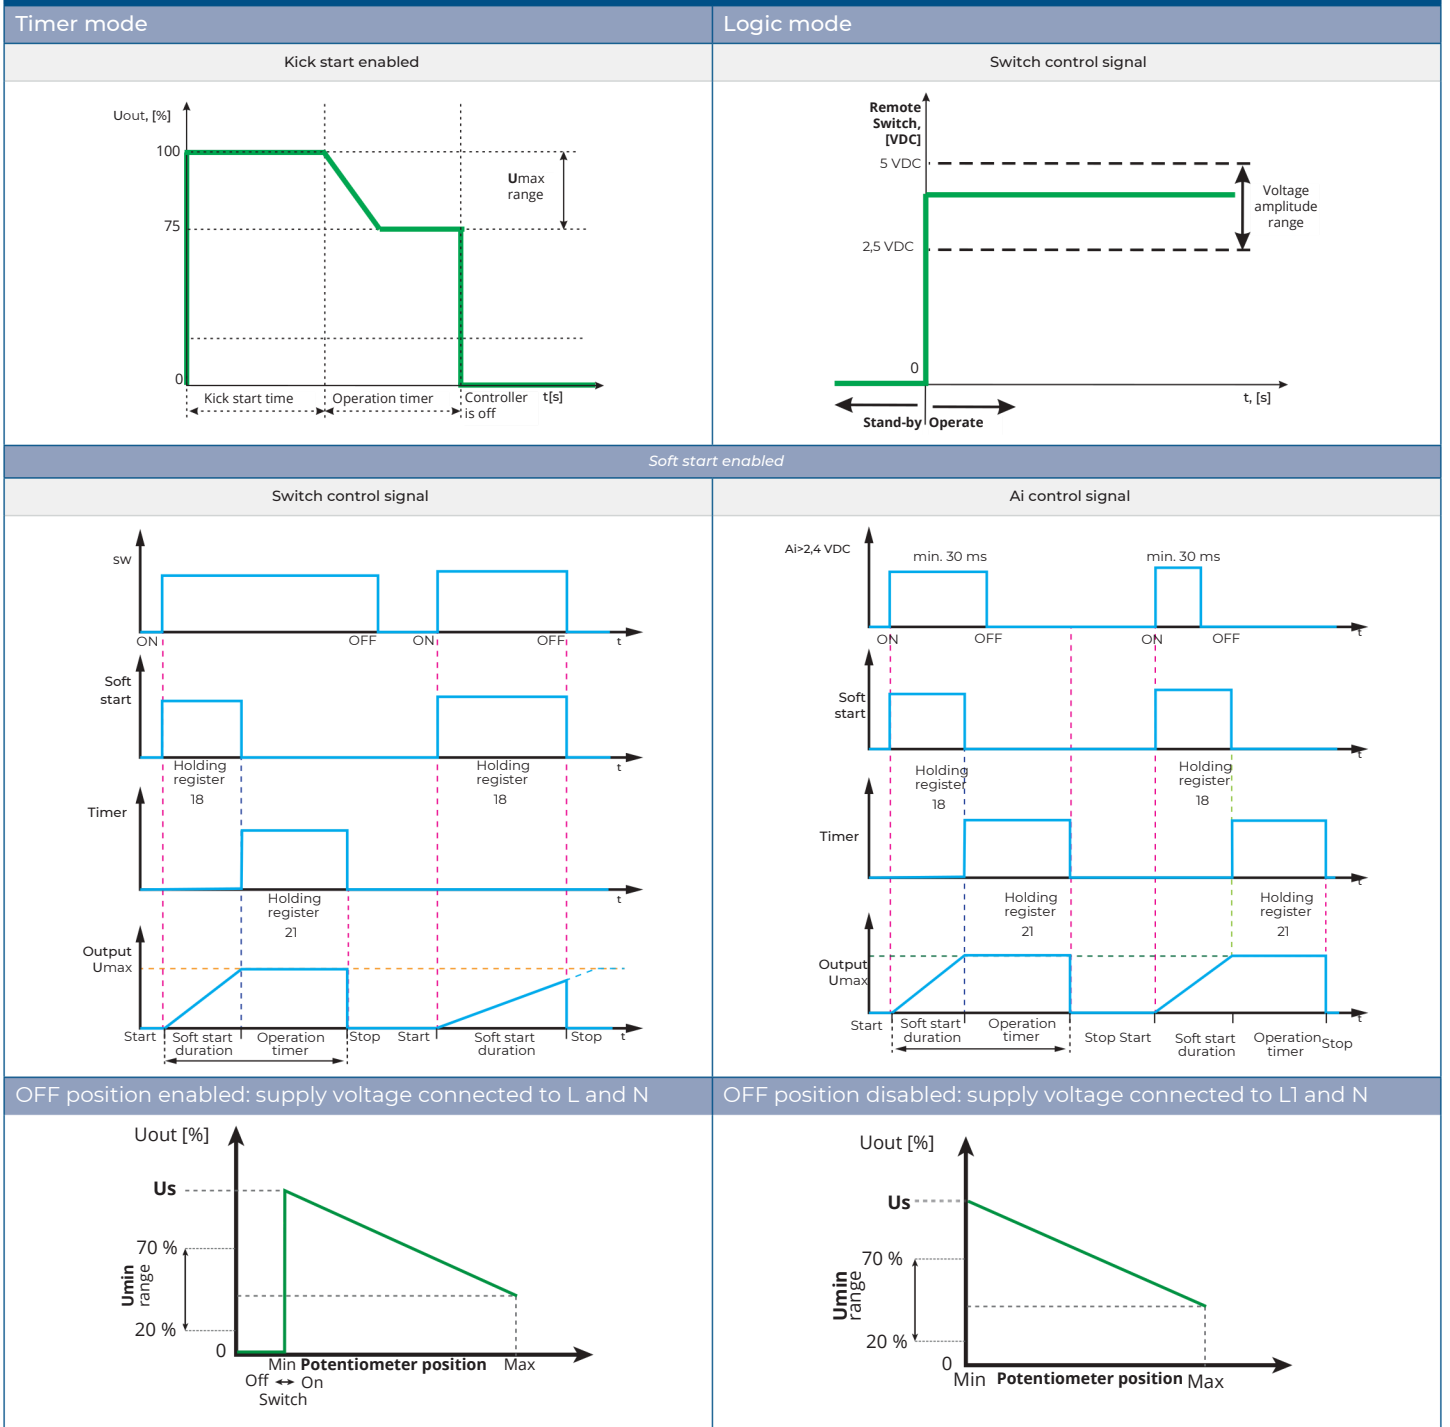 Timer mode
Logic mode
Kick start enabled
Switch control signal
Uout, [%]
100
Umax
range
75
0
Kick start time
Operation timer
Controller
is off
t[s]
Remote
Switch,
[VDC]
5 VDC
Voltage
amplitude
range
2,5 VDC
0
t, [s]
Stand-by
Operate
Soft start enabled
Switch control signal
Ai control signal
sw
ON
OFF
ON
OFF
t
Soft
start
t
Holding
register
18
Holding
register
18
Timer
t
Holding
register
21
Output
Umax
Start
Soft start
duration
Operation
timer
Stop
Start
Soft start
duration
Stop
t
Ai>2,4 VDC
min. 30 ms
min. 30 ms
t
ON
OFF
ON
OFF
Soft
start
t
Holding
register
18
Holding
register
18
Timer
t
Holding
register
21
Holding
register
21
Output
Umax
t
Start
Soft start
duration
Operation
timer
Stop Start
Soft start
duration
Operation
timer
Stop
OFF position enabled: supply voltage connected to L and N
OFF position disabled: supply voltage connected to L1 and N
Uout [%]
Us
70 %
Umin
range
20 %
0
Min Potentiometer position Max
Off
On
Switch
Uout [%]
Us
70 %
Umin
range
20 %
0
Min Potentiometer position Max